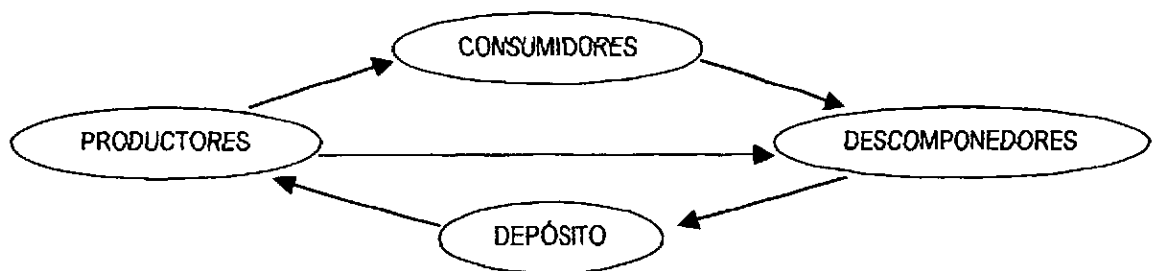 CONSUMIDORES
PRODUCTORES
DESCOMPONEDORES
DEPÓSITO